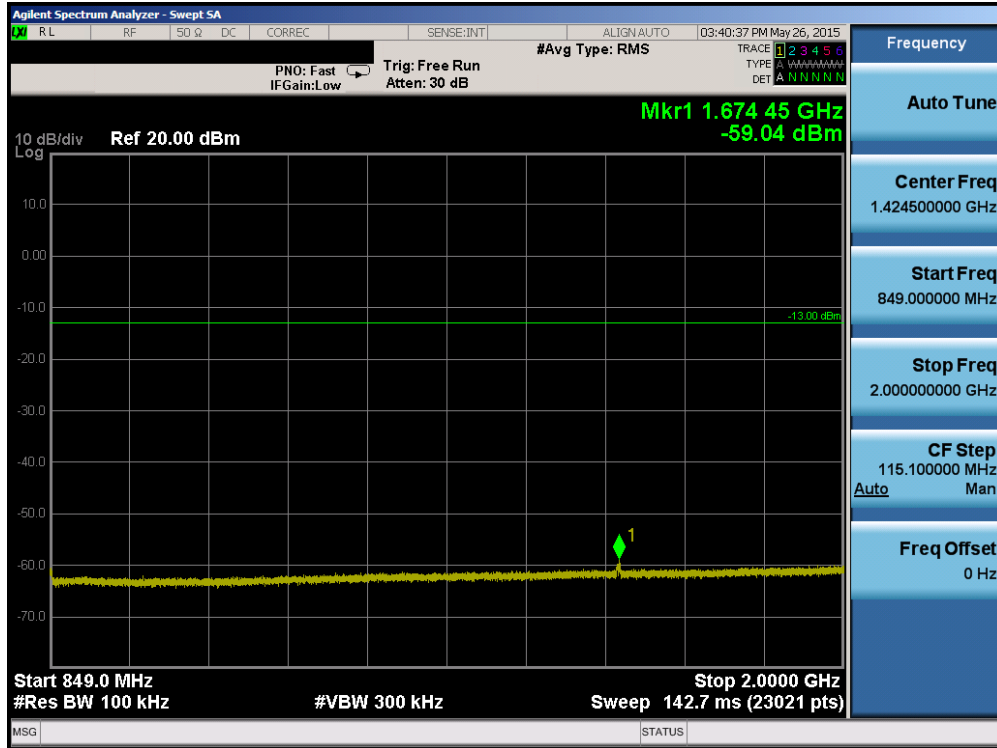 Agilent Spectrum Analyzer - Swept SA
LXI RL RF 50 Ω DC CORREC SENSE:INT ALIGN AUTO 03:40:37 PM May 26, 2015
#Avg Type: RMS TRACE 1 2 3 4 5 6
PNO: Fast Trig: Free Run TYPE A WWWWW
IFGain:Low Atten: 30 dB DET A N N N N N
Mkr1 1.674 45 GHz
10 dB/div Ref 20.00 dBm -59.04 dBm
Log
10.0
0.00
-10.0
-13.00 dBm
-20.0
-30.0
-40.0
-50.0
1
-60.0
-70.0
Start 849.0 MHz Stop 2.0000 GHz
#Res BW 100 kHz #VBW 300 kHz Sweep 142.7 ms (23021 pts)
MSG STATUS
Frequency
Auto Tune
Center Freq
1.424500000 GHz
Start Freq
849.000000 MHz
Stop Freq
2.000000000 GHz
CF Step
115.100000 MHz
Auto Man
Freq Offset
0 Hz